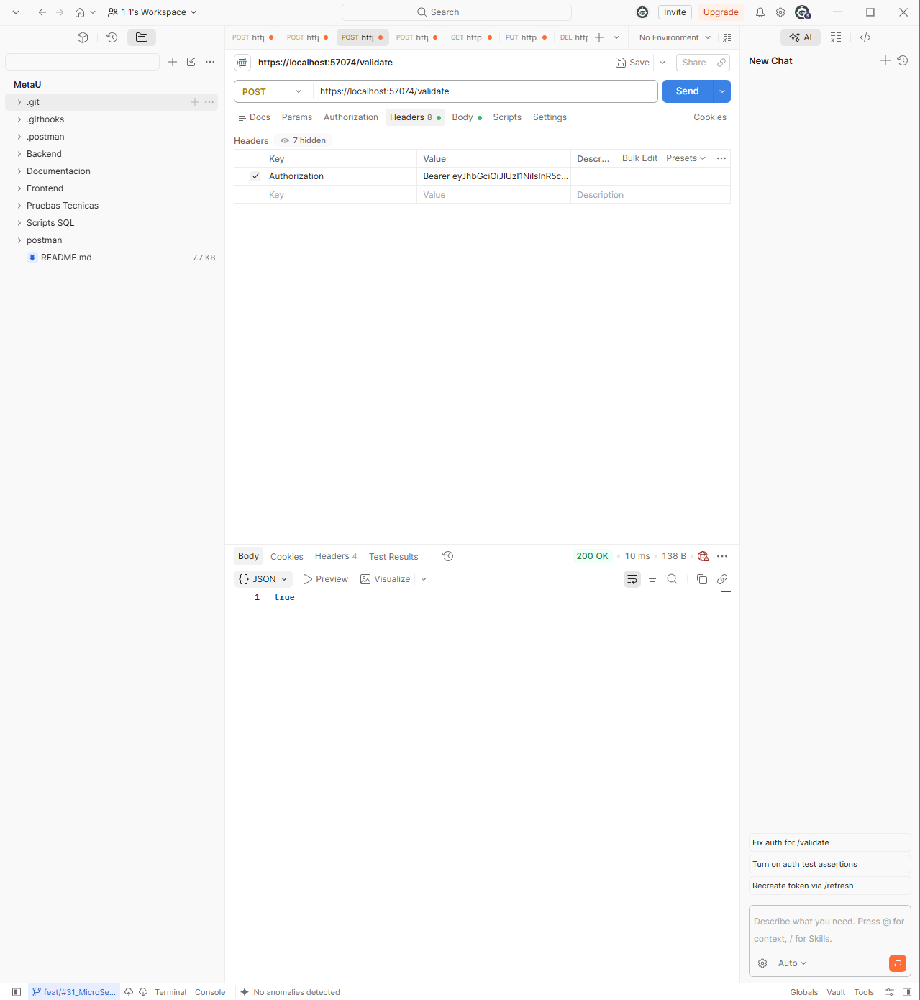 1 1's Workspace
Search
Invite
Upgrade
POST
POST
POST
POST
GET http.
PUT http.
DEL
No Environment
AI
MetaU
.git
.githooks
.postman
Backend
Documentacion
Frontend
Pruebas Tecnicas
Scripts SQL
postman
README.md 7.7 KB
HTTP https://localhost:57074/validate
Save
Share
POST
https://localhost:57074/validate
Send
Docs Params Authorization Headers 8 Body Scripts Settings Cookies
Headers 7 hidden
Key Value Descr... Bulk Edit Presets
Authorization Bearer eyJhbGciOiJIUzI1NiIsInR5c...
Key Value Description
Body Cookies Headers 4 Test Results
200 OK • 10 ms • 138 B
{} JSON Preview Visualize
1 true
New Chat
Fix auth for /validate
Turn on auth test assertions
Recreate token via /refresh
Describe what you need. Press @ for
context, / for Skills.
Auto
feat/#31_MicroSe...
Terminal
Console
No anomalies detected
Globals
Vault
Tools